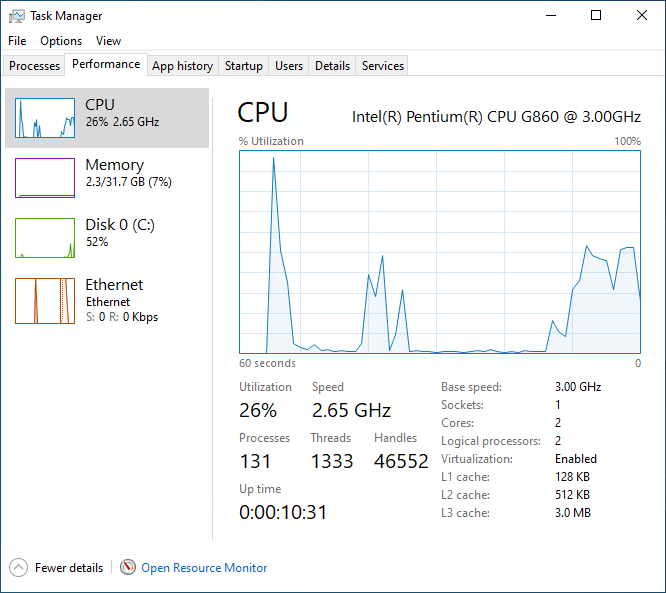 Task Manager
File Options View
Processes Performance App history Startup Users Details Services
CPU
26% 2.65 GHz
Memory
2.3/31.7 GB (7%)
Disk 0 (C:)
52%
Ethernet
Ethernet
S: 0 R: 0 Kbps
CPU Intel(R) Pentium(R) CPU G860 @ 3.00GHz
% Utilization 100%
60 seconds 0
Utilization Speed
26% 2.65 GHz
Processes Threads Handles
131 1333 46552
Up time
0:00:10:31
Base speed: 3.00 GHz
Sockets: 1
Cores: 2
Logical processors: 2
Virtualization: Enabled
L1 cache: 128 KB
L2 cache: 512 KB
L3 cache: 3.0 MB
Fewer details Open Resource Monitor